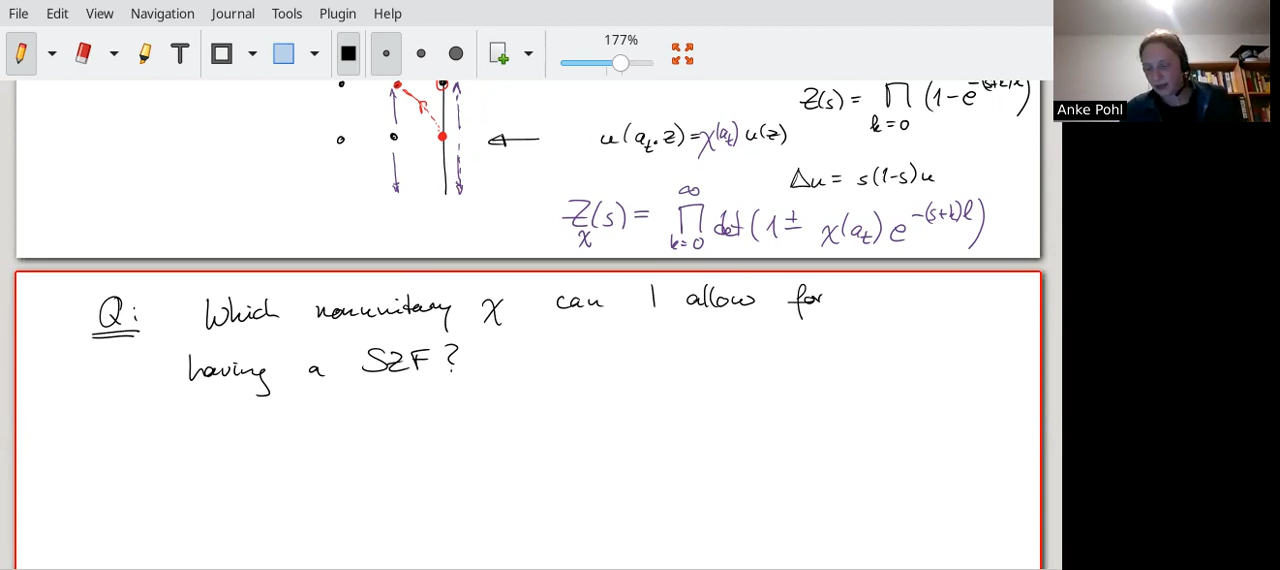 File Edit View Navigation Journal Tools Plugin Help
177%
Anke Pohl
Z(s) = ∏ (1-e^{-(s+k)l})
k=0
u(a_t.z)=χ(a_t) u(z)
Δu = s(1-s)u
Z_χ(s) = ∏_{k=0}^{∞} det(1 ± χ(a_t) e^{-(s+k)l})
Q: Which nonunitary χ can I allow for
having a SZF?